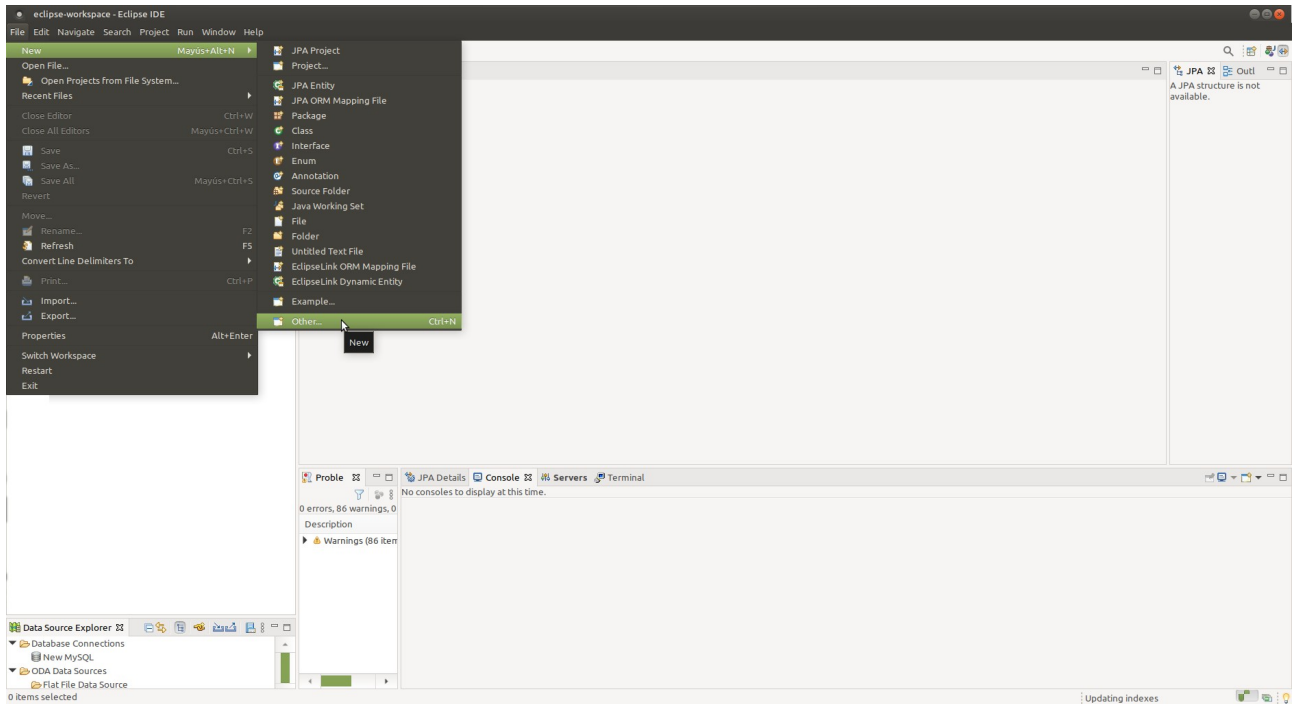 eclipse-workspace - Eclipse IDE
File Edit Navigate Search Project Run Window Help
New Mayús+Alt+N
Open File...
Open Projects from File System...
Recent Files
Close Editor Ctrl+W
Close All Editors Mayús+Ctrl+W
Save Ctrl+S
Save As...
Save All Mayús+Ctrl+S
Revert
Move...
Rename... F2
Refresh F5
Convert Line Delimiters To
Print... Ctrl+P
Import...
Export...
Properties Alt+Enter
Switch Workspace
Restart
Exit
JPA Project
Project...
JPA Entity
JPA ORM Mapping File
Package
Class
Interface
Enum
Annotation
Source Folder
Java Working Set
File
Folder
Untitled Text File
EclipseLink ORM Mapping File
EclipseLink Dynamic Entity
Example...
Other... Ctrl+N
New
JPA Outl
A JPA structure is not
available.
Proble
0 errors, 86 warnings, 0
Description
Warnings (86 item
JPA Details Console Servers Terminal
No consoles to display at this time.
Data Source Explorer
Database Connections
New MySQL
ODA Data Sources
Flat File Data Source
0 items selected
Updating indexes